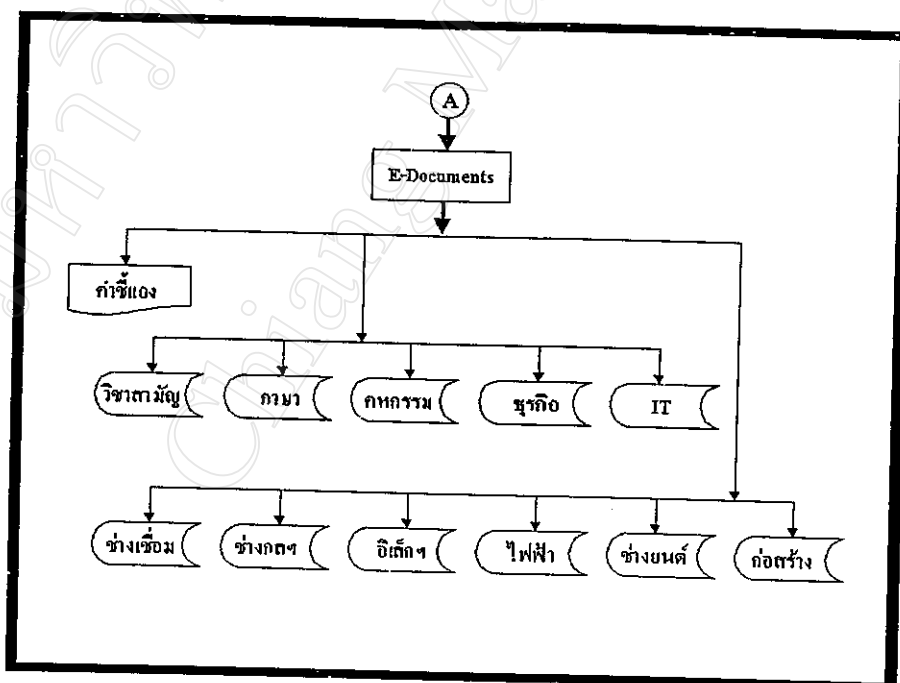 A
E-Documents
คำชี้แจง
วิชาสามัญ
ภาษา
คหกรรม
ธุรกิจ
IT
ช่างเชื่อม
ช่างกลฯ
อิเล็กฯ
ไฟฟ้า
ช่างยนต์
ก่อสร้าง
Chiang Ma